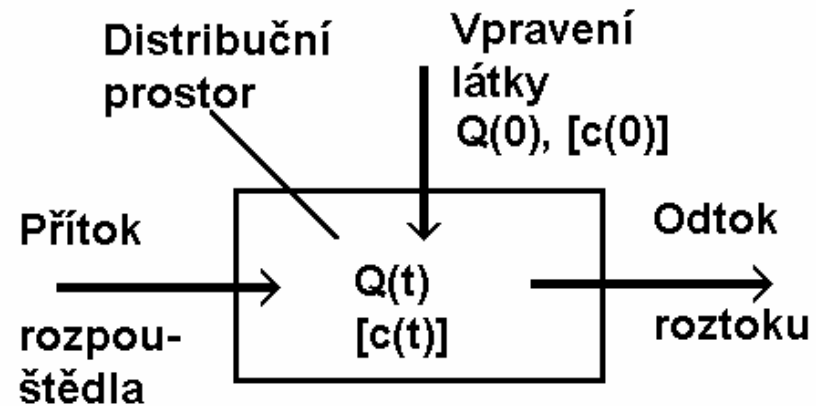 Distribuční
prostor
Vpravení
látky
Q(0), [c(0)]
Přítok
rozpou-
štědla
Q(t)
[c(t)]
Odtok
roztoku